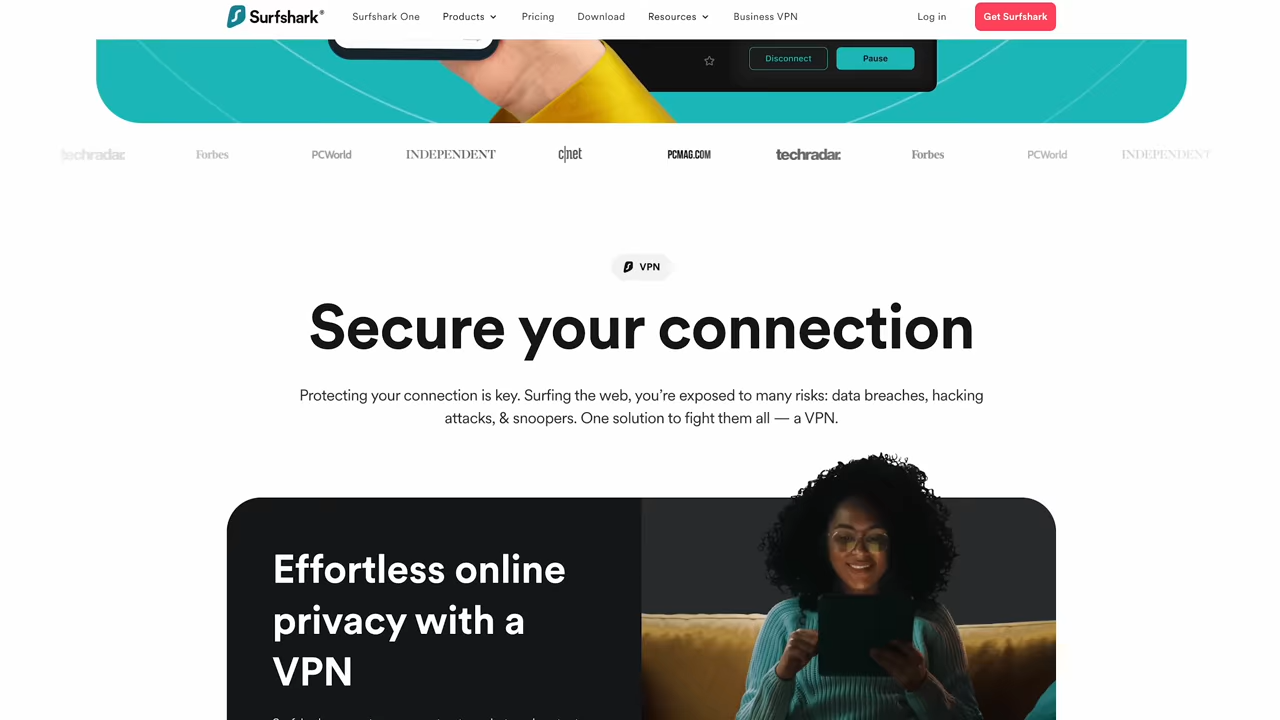 Surfshark®
Surfshark One
Products
Pricing
Download
Resources
Business VPN
Log in
Get Surfshark
Disconnect
Pause
techradar.
Forbes
PCWorld
INDEPENDENT
c|net
PCMAG.COM
techradar.
Forbes
PCWorld
INDEPENDENT
VPN
Secure your connection
Protecting your connection is key. Surfing the web, you’re exposed to many risks: data breaches, hacking
attacks, & snoopers. One solution to fight them all — a VPN.
Effortless online
privacy with a
VPN